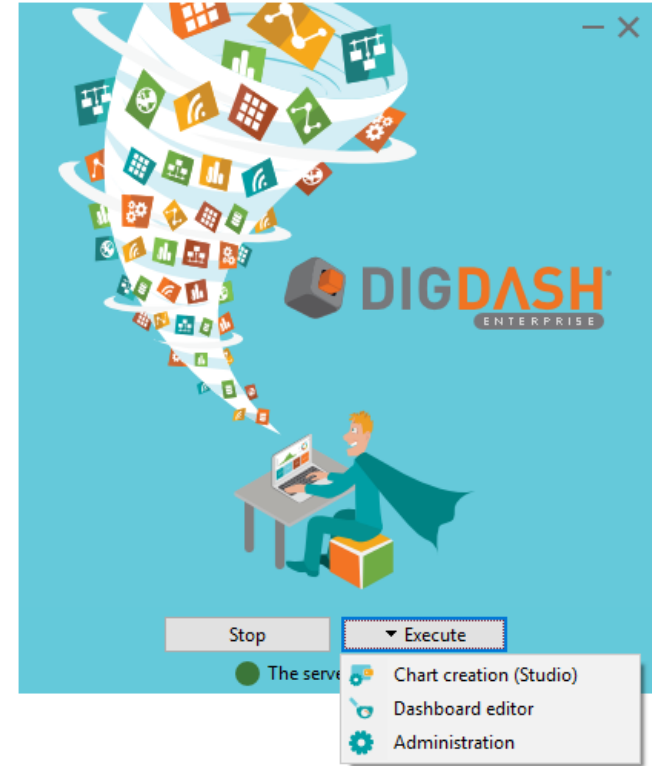 DIGDASH
ENTERPRISE
Stop
Execute
The serve
Chart creation (Studio)
Dashboard editor
Administration